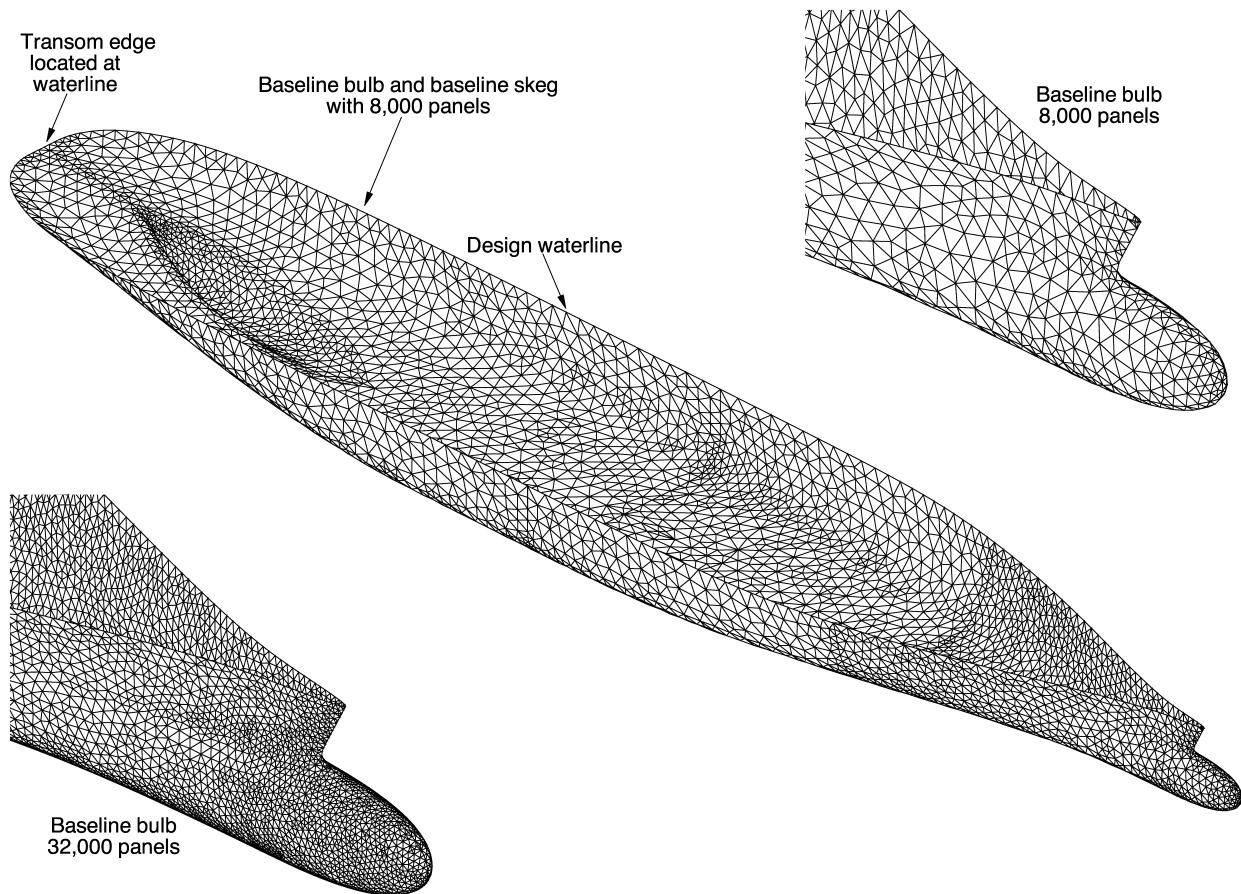 Transom edge
located at
waterline
Baseline bulb and baseline skeg
with 8,000 panels
Baseline bulb
8,000 panels
Design waterline
Baseline bulb
32,000 panels